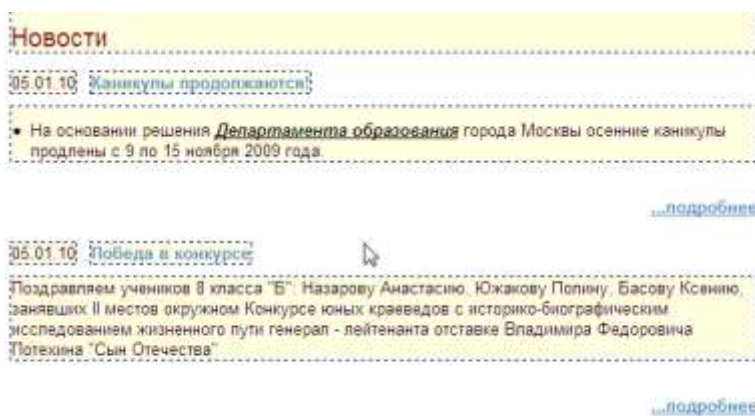 Новости
05.01.10 Каникулы продолжаются!
На основании решения Департамента образования города Москвы осенние каникулы
продлены с 9 по 15 ноября 2009 года.
...подробнее
05.01.10 Победа в конкурсе
Поздравляем учеников 8 класса "Б": Назарову Анастасию, Южакову Полину, Басову Ксению,
занявших II местов окружном Конкурсе юных краеведов с историко-биографическим
исследованием жизненного пути генерал - лейтенанта отставке Владимира Федоровича
Потехина "Сын Отечества"
...подробнее